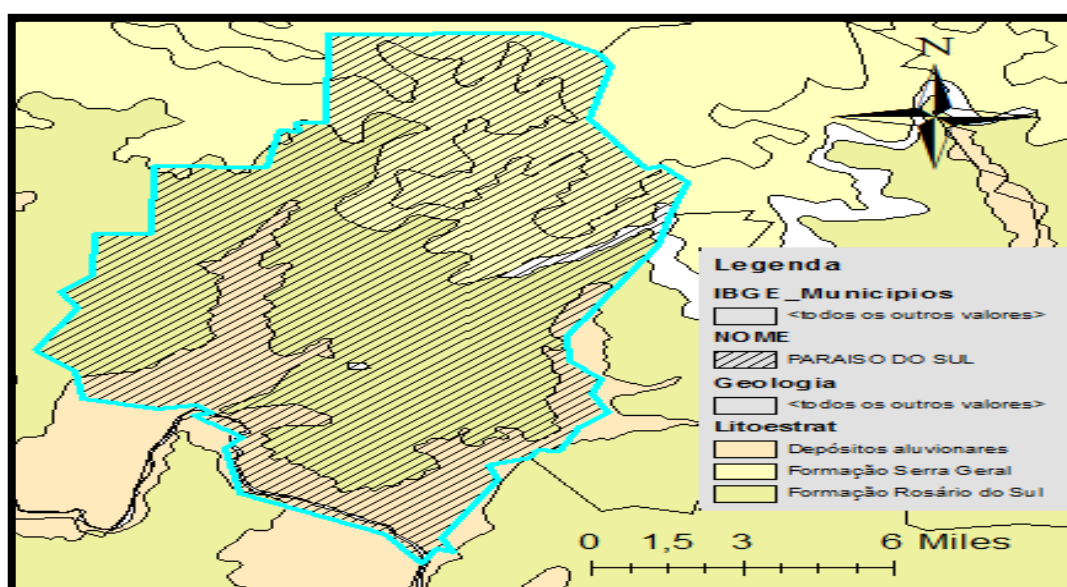 N
Legenda
IBGE_Municipios
<todos os outros valores>
NOME
PARAISO DO SUL
Geologia
<todos os outros valores>
Litoestrat
Depósitos aluvionares
Formação Serra Geral
Formação Rosário do Sul
0 1,5 3 6 Miles